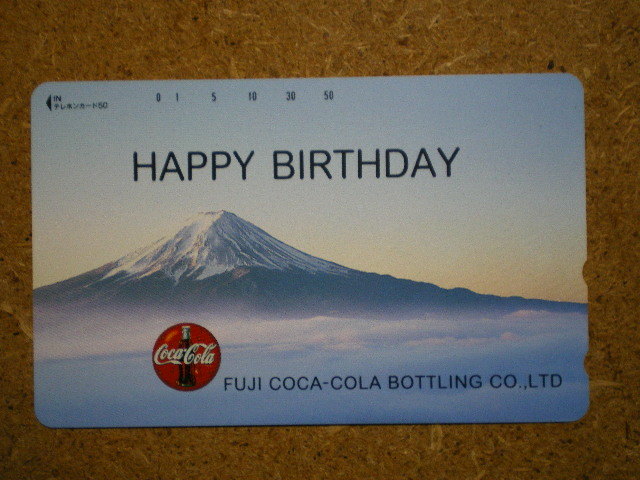 IN 0 1 5 10 30 50
テレホンカード50
HAPPY BIRTHDAY
Coca-Cola
FUJI COCA-COLA BOTTLING CO.,LTD